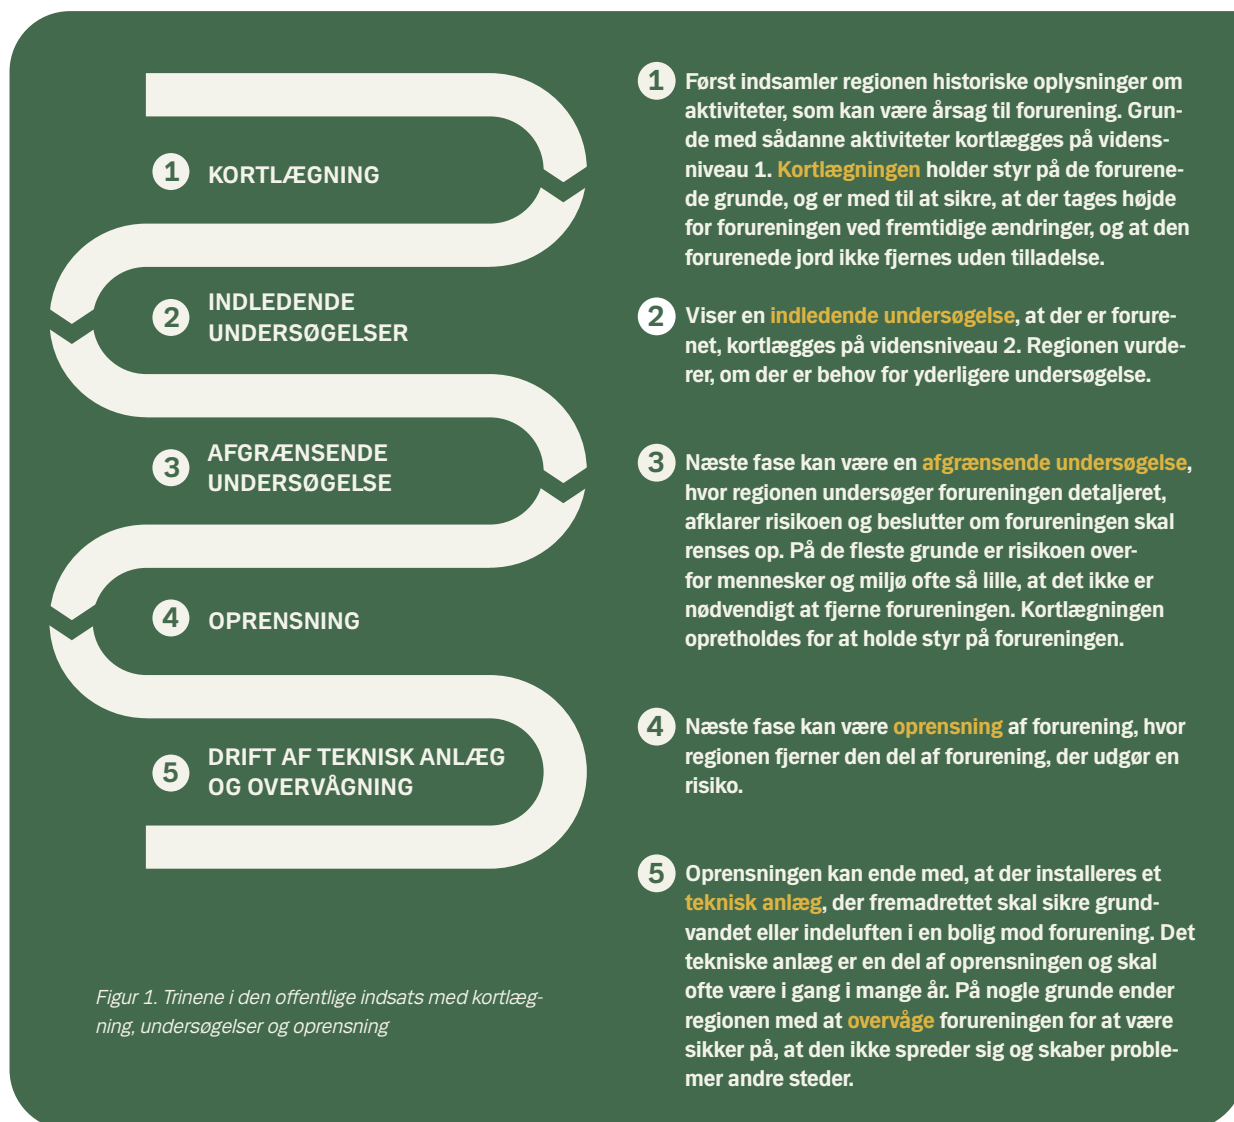 1 KORTLÆGNING
2 INDLEDENDE
UNDERSØGELSER
3 AFGRÆNSENDE
UNDERSØGELSE
4 OPRENSNING
5 DRIFT AF TEKNISK ANLÆG
OG OVERVÅGNING
Figur 1. Trinene i den offentlige indsats med kortlæg-
ning, undersøgelser og oprensning
1 Først indsamler regionen historiske oplysninger om
aktiviteter, som kan være årsag til forurening. Grun-
de med sådanne aktiviteter kortlægges på videns-
niveau 1. Kortlægningen holder styr på de forurene-
de grunde, og er med til at sikre, at der tages højde
for forureningen ved fremtidige ændringer, og at den
forurenede jord ikke fjernes uden tilladelse.
2 Viser en indledende undersøgelse, at der er forure-
net, kortlægges på vidensniveau 2. Regionen vurde-
rer, om der er behov for yderligere undersøgelse.
3 Næste fase kan være en afgrænsende undersøgelse,
hvor regionen undersøger forureningen detaljeret,
afklarer risikoen og beslutter om forureningen skal
renses op. På de fleste grunde er risikoen over-
for mennesker og miljø ofte så lille, at det ikke er
nødvendigt at fjerne forureningen. Kortlægningen
opretholdes for at holde styr på forureningen.
4 Næste fase kan være oprensning af forurening, hvor
regionen fjerner den del af forurening, der udgør en
risiko.
5 Oprensningen kan ende med, at der installeres et
teknisk anlæg, der fremadrettet skal sikre grund-
vandet eller indeluften i en bolig mod forurening. Det
tekniske anlæg er en del af oprensningen og skal
ofte være i gang i mange år. På nogle grunde ender
regionen med at overvåge forureningen for at være
sikker på, at den ikke spreder sig og skaber proble-
mer andre steder.